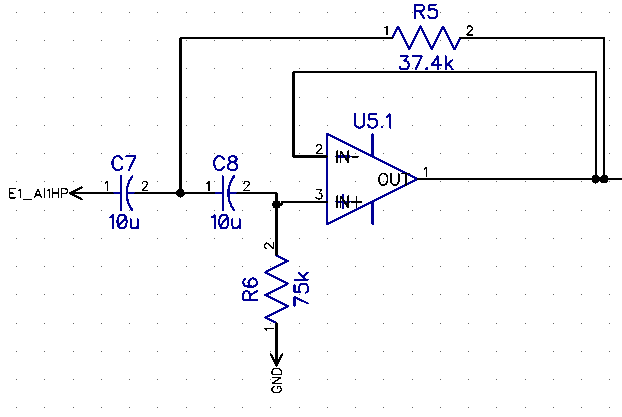 R5
1 2
37.4k
U5.1
2 IN-
C7 C8
OUT 1
E1_AI1HP 1 2 1 2
3 IN+
10u 10u
2
R6 75k
1
GND